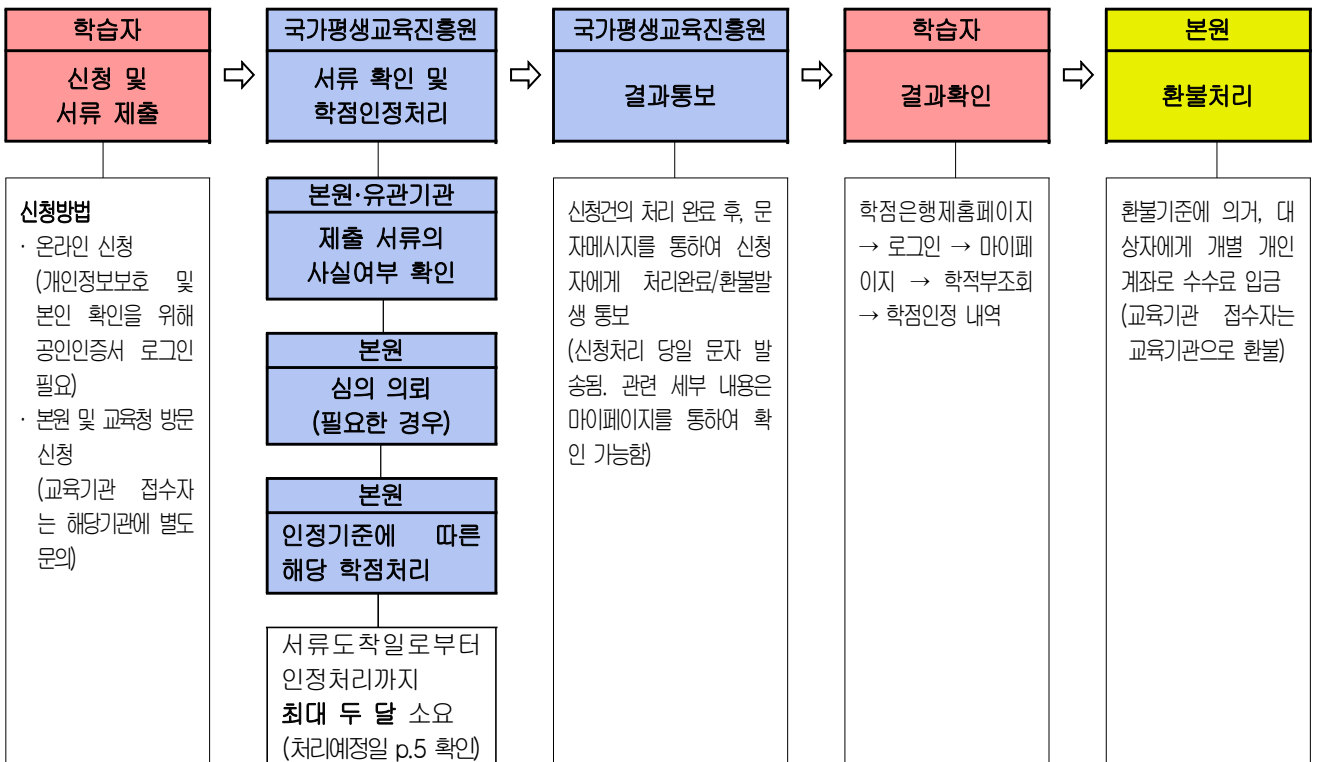 학습자
신청 및
서류 제출
국가평생교육진흥원
서류 확인 및
학점인정처리
국가평생교육진흥원
결과통보
학습자
결과확인
본원
환불처리
신청방법
· 온라인 신청
(개인정보보호 및
본인 확인을 위해
공인인증서 로그인
필요)
· 본원 및 교육청 방문
신청
(교육기관 접수자
는 해당기관에 별도
문의)
본원·유관기관
제출 서류의
사실여부 확인
본원
심의 의뢰
(필요한 경우)
본원
인정기준에 따른
해당 학점처리
서류도착일로부터
인정처리까지
최대 두 달 소요
(처리예정일 p.5 확인)
신청건의 처리 완료 후, 문
자메시지를 통하여 신청
자에게 처리완료/환불발
생 통보
(신청처리 당일 문자 발
송됨. 관련 세부 내용은
마이페이지를 통하여 확
인 가능함)
학점은행제홈페이지
→ 로그인 → 마이페
이지 → 학적부조회
→ 학점인정 내역
환불기준에 의거, 대
상자에게 개별 개인
계좌로 수수료 입금
(교육기관 접수자는
교육기관으로 환불)